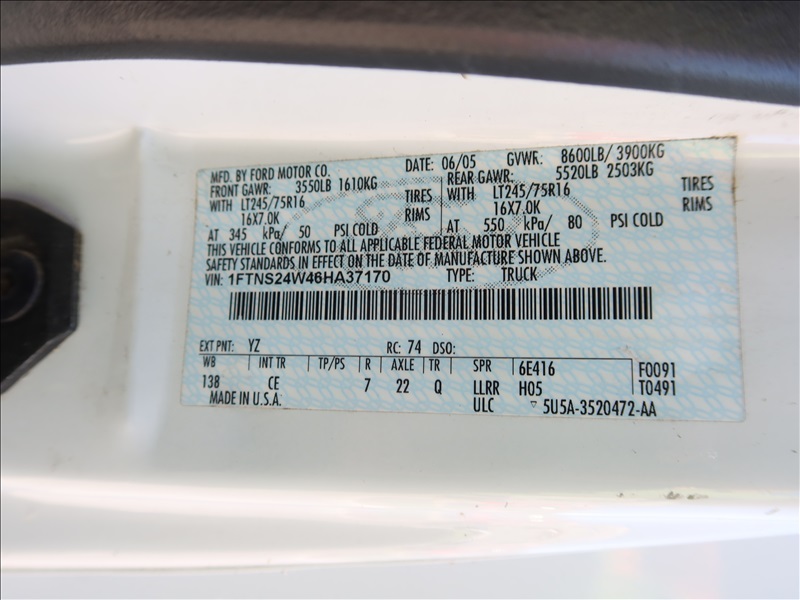 MFD. BY FORD MOTOR CO. DATE: 06/05 GVWR: 8600LB/ 3900KG
FRONT GAWR: 3550LB 1610KG REAR GAWR: 5520LB 2503KG
WITH LT245/75R16 TIRES WITH LT245/75R16 TIRES
16X7.0K RIMS 16X7.0K RIMS
AT 345 kPa/ 50 PSI COLD AT 550 kPa/ 80 PSI COLD
THIS VEHICLE CONFORMS TO ALL APPLICABLE FEDERAL MOTOR VEHICLE
SAFETY STANDARDS IN EFFECT ON THE DATE OF MANUFACTURE SHOWN ABOVE.
VIN: 1FTNS24W46HA37170 TYPE: TRUCK
EXT PNT: YZ RC: 74 DSO:
WB INT TR TP/PS R AXLE TR SPR 6E416 F0091
138 CE 7 22 Q LLRR H05 T0491
MADE IN U.S.A. ULC ▽ 5U5A-3520472-AA